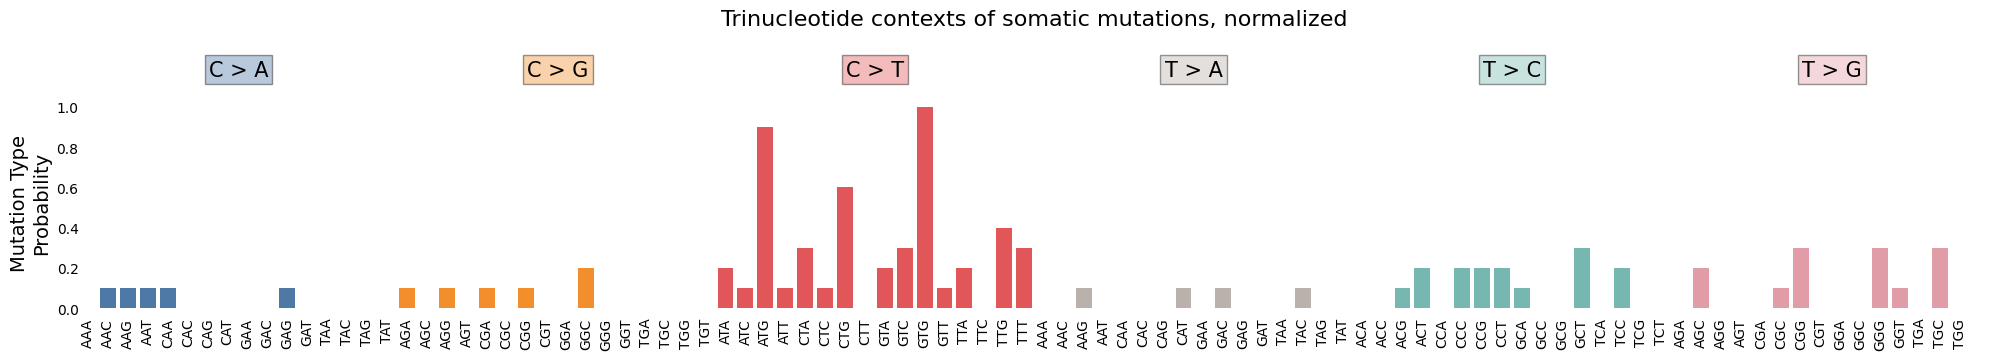 Trinucleotide contexts of somatic mutations, normalized
C > A C > G C > T T > A T > C T > G
Mutation Type
Probability
1.0
0.8
0.6
0.4
0.2
0.0
AAA AAC AAG AAT CAA CAC CAG CAT GAA GAC GAG GAT TAA TAC TAG TAT AGA AGC AGG AGT CGA CGC CGG CGT GGA GGC GGG GGT TGA TGC TGG TGT ATA ATC ATG ATT CTA CTC CTG CTT GTA GTC GTG GTT TTA TTC TTG TTT AAA AAC AAG AAT CAA CAC CAG CAT GAA GAC GAG GAT TAA TAC TAG TAT ACA ACC ACG ACT CCA CCC CCG CCT GCA GCC GCG GCT TCA TCC TCG TCT AGA AGC AGG AGT CGA CGC CGG CGT GGA GGC GGG GGT TGA TGC TGG